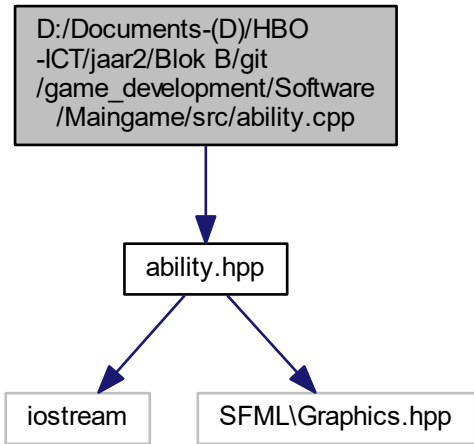 D:/Documents-(D)/HBO
-ICT/jaar2/Blok B/git
/game_development/Software
/Maingame/src/ability.cpp
ability.hpp
iostream
SFML\Graphics.hpp